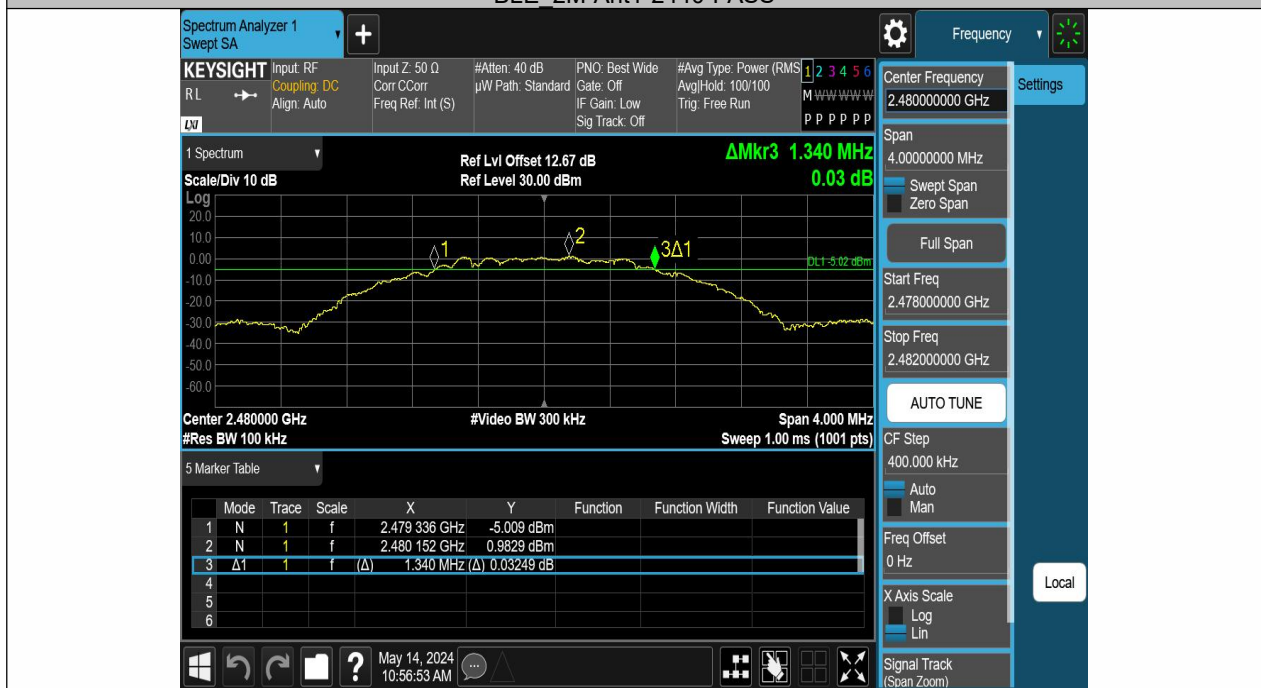 Spectrum Analyzer 1
Swept SA
Frequency
KEYSIGHT
RL
LXI
Input: RF
Coupling: DC
Align: Auto
Input Z: 50 Ω
Corr CCorr
Freq Ref: Int (S)
#Atten: 40 dB
µW Path: Standard
PNO: Best Wide
Gate: Off
IF Gain: Low
Sig Track: Off
#Avg Type: Power (RMS
Avg|Hold: 100/100
Trig: Free Run
1 2 3 4 5 6
M W W W W W
P P P P P P
1 Spectrum
Scale/Div 10 dB
Ref Lvl Offset 12.67 dB
Ref Level 30.00 dBm
ΔMkr3 1.340 MHz
0.03 dB
Log
20.0
10.0
0.00
-10.0
-20.0
-30.0
-40.0
-50.0
-60.0
1
2
3Δ1
DL1 -5.02 dBm
Center 2.480000 GHz
#Video BW 300 kHz
Span 4.000 MHz
#Res BW 100 kHz
Sweep 1.00 ms (1001 pts)
5 Marker Table
Mode Trace Scale X Y Function Function Width Function Value
1 N 1 f 2.479 336 GHz -5.009 dBm
2 N 1 f 2.480 152 GHz 0.9829 dBm
3 Δ1 1 f (Δ) 1.340 MHz (Δ) 0.03249 dB
4
5
6
?
May 14, 2024
10:56:53 AM
Center Frequency
2.480000000 GHz
Settings
Span
4.00000000 MHz
Swept Span
Zero Span
Full Span
Start Freq
2.478000000 GHz
Stop Freq
2.482000000 GHz
AUTO TUNE
CF Step
400.000 kHz
Auto
Man
Freq Offset
0 Hz
X Axis Scale
Log
Lin
Local
Signal Track
(Span Zoom)